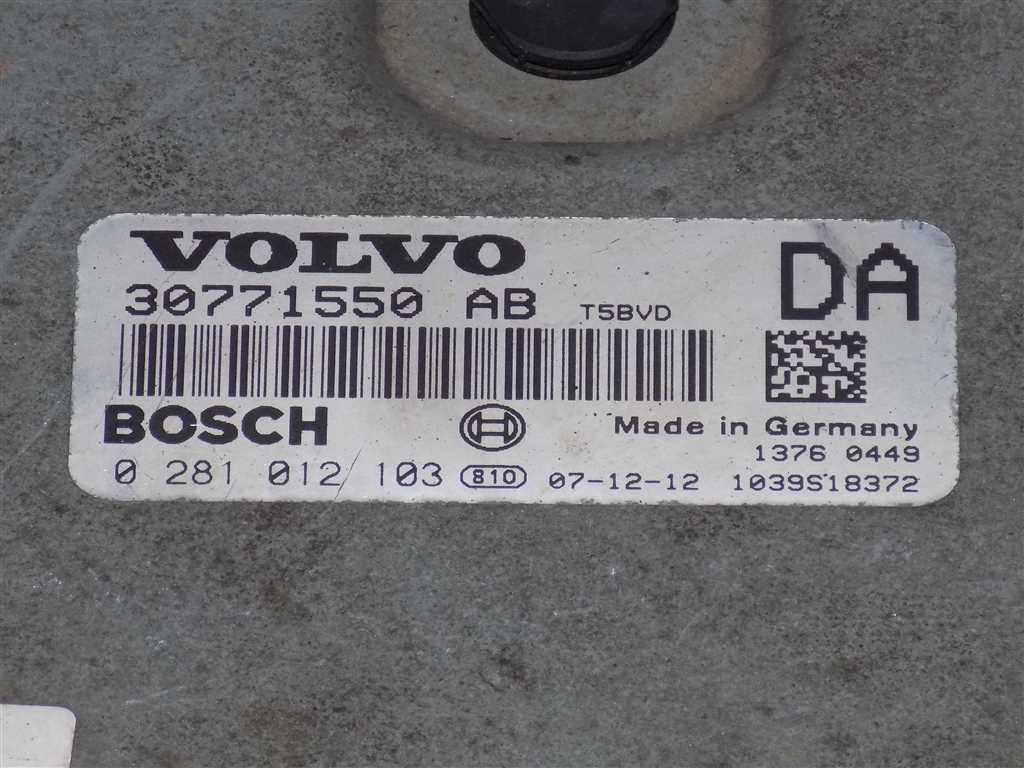 VOLVO DA
30771550 AB T5BVD
BOSCH Made in Germany
1376 0449
0 281 012 103 810 07-12-12 1039S18372